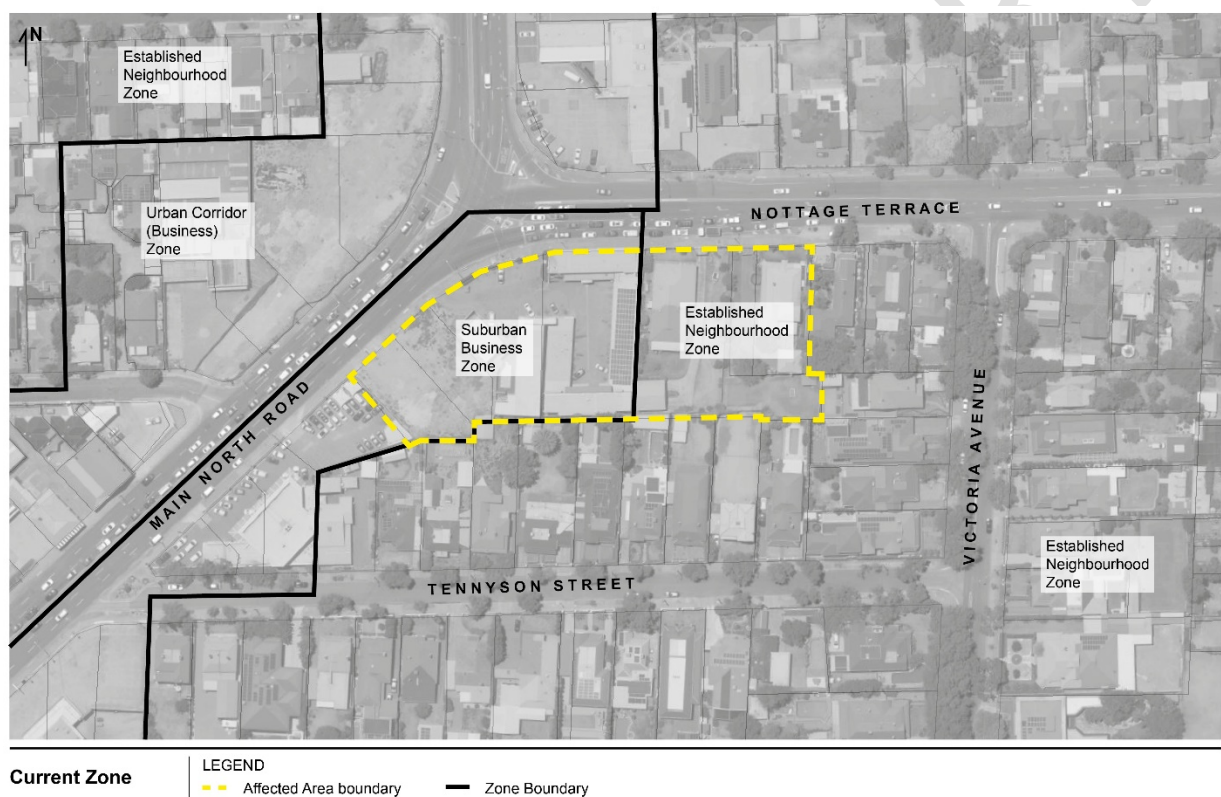 N
Established
Neighbourhood
Zone
Urban Corridor
(Business)
Zone
NOTTAGE TERRACE
Suburban
Business
Zone
Established
Neighbourhood
Zone
MAIN NORTH ROAD
VICTORIA AVENUE
Established
Neighbourhood
Zone
TENNYSON STREET
Current Zone
LEGEND
Affected Area boundary
Zone Boundary